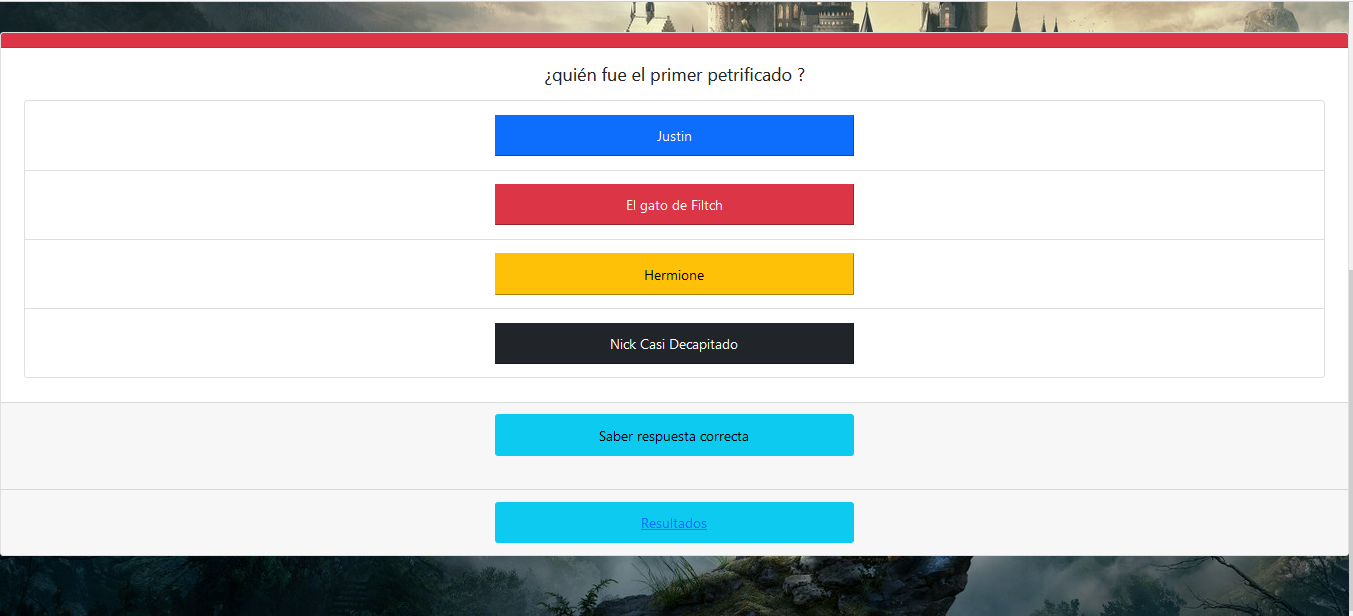 ¿quién fue el primer petrificado ?
Justin
El gato de Filtch
Hermione
Nick Casi Decapitado
Saber respuesta correcta
Resultados